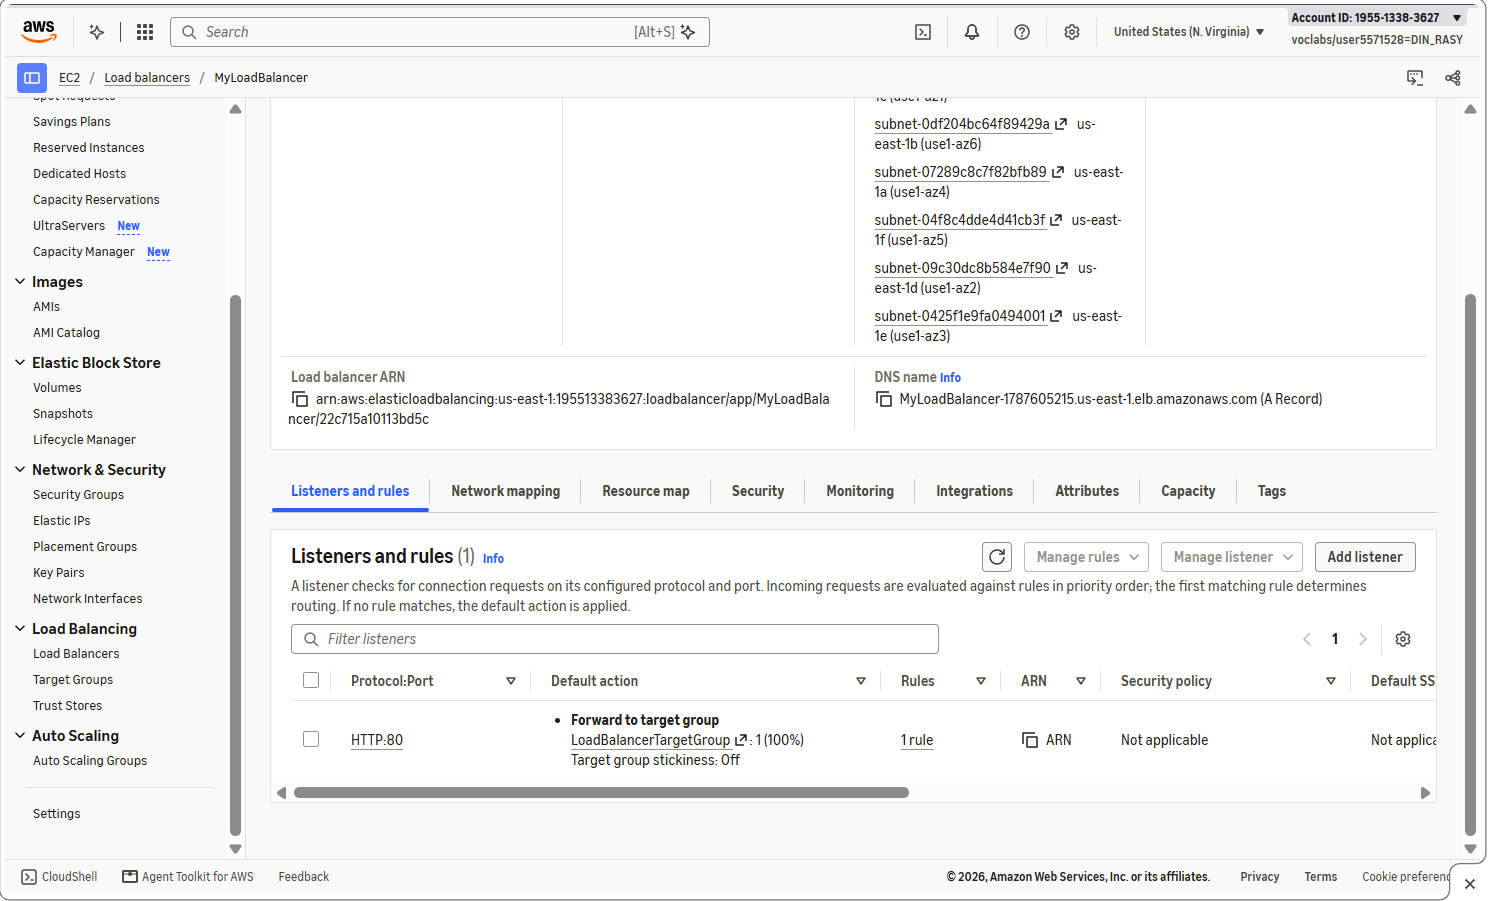 aws
Search
[Alt+S]
United States (N. Virginia)
Account ID: 1955-1338-3627
voclabs/user5571528=DIN_RASY
EC2 / Load balancers / MyLoadBalancer
Spot Requests
Savings Plans
Reserved Instances
Dedicated Hosts
Capacity Reservations
UltraServers New
Capacity Manager New
Images
AMIs
AMI Catalog
Elastic Block Store
Volumes
Snapshots
Lifecycle Manager
Network & Security
Security Groups
Elastic IPs
Placement Groups
Key Pairs
Network Interfaces
Load Balancing
Load Balancers
Target Groups
Trust Stores
Auto Scaling
Auto Scaling Groups
Settings
1c (use1-az1)
subnet-0df204bc64f89429a us-
east-1b (use1-az6)
subnet-07289c8c7f82bfb89 us-east-
1a (use1-az4)
subnet-04f8c4dde4d41cb3f us-east-
1f (use1-az5)
subnet-09c30dc8b584e7f90 us-
east-1d (use1-az2)
subnet-0425f1e9fa0494001 us-east-
1e (use1-az3)
Load balancer ARN
arn:aws:elasticloadbalancing:us-east-1:195513383627:loadbalancer/app/MyLoadBala
ncer/22c715a10113bd5c
DNS name Info
MyLoadBalancer-1787605215.us-east-1.elb.amazonaws.com (A Record)
Listeners and rules
Network mapping
Resource map
Security
Monitoring
Integrations
Attributes
Capacity
Tags
Listeners and rules (1) Info
Manage rules
Manage listener
Add listener
A listener checks for connection requests on its configured protocol and port. Incoming requests are evaluated against rules in priority order; the first matching rule determines
routing. If no rule matches, the default action is applied.
Filter listeners
1
Protocol:Port
Default action
Rules
ARN
Security policy
Default SS
HTTP:80
• Forward to target group
LoadBalancerTargetGroup : 1 (100%)
Target group stickiness: Off
1 rule
ARN
Not applicable
Not applica
CloudShell
Agent Toolkit for AWS
Feedback
© 2026, Amazon Web Services, Inc. or its affiliates.
Privacy
Terms
Cookie preferenc